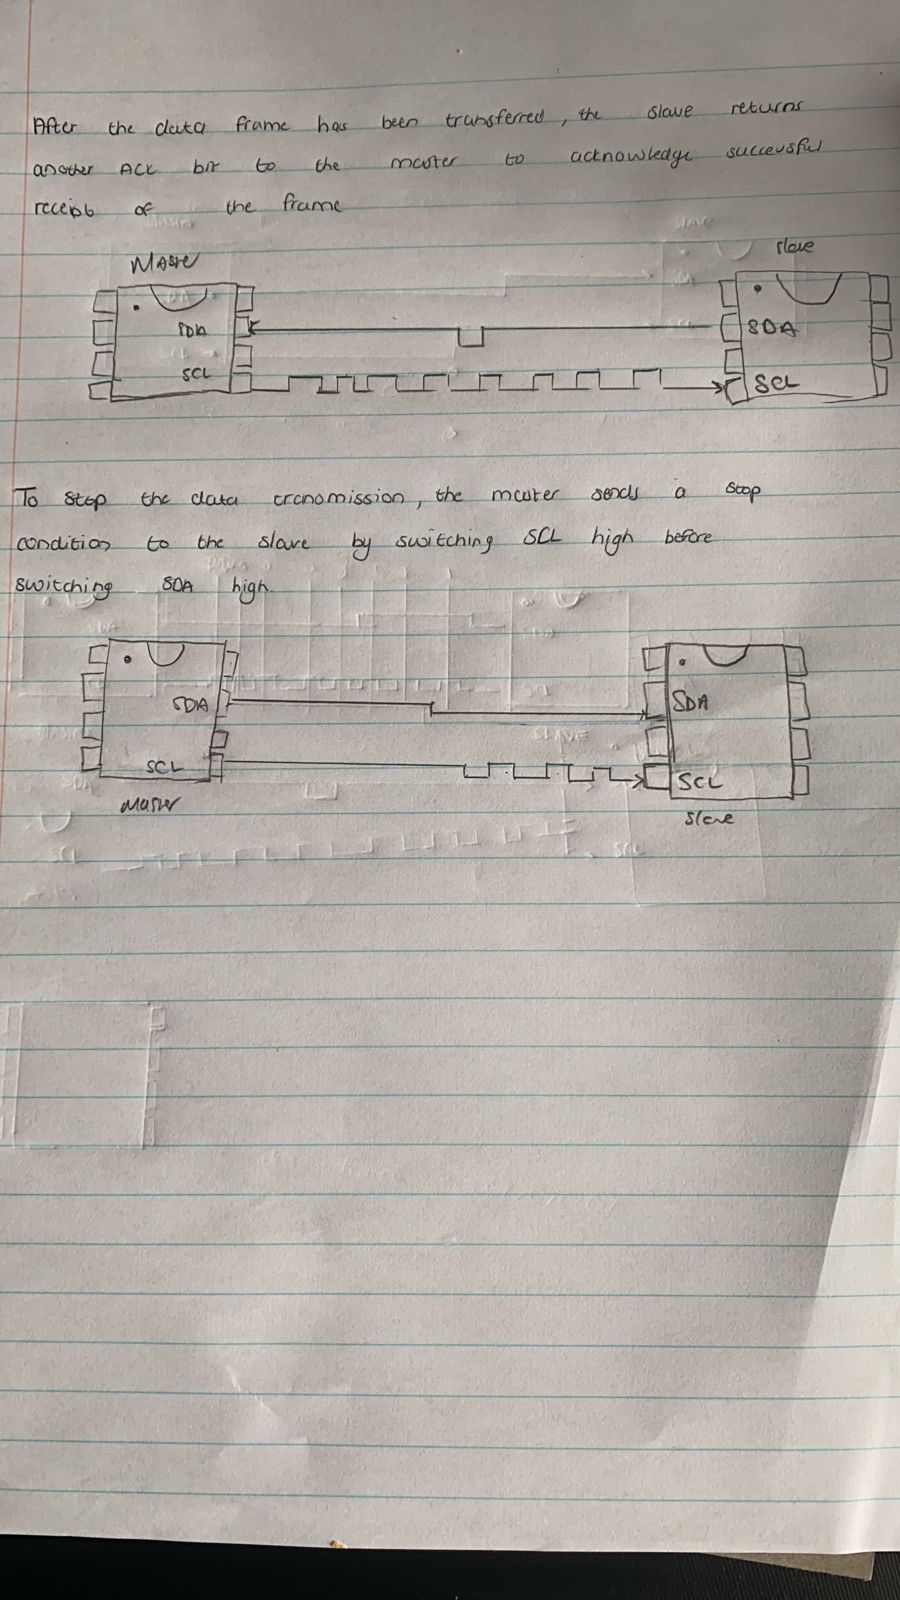 After the data frame has been transferred, the slave returns
another ACK bit to the master to acknowledge successful
receipt of the frame
Master
slave
SDA
SDA
SCL
SCL
To stop the data transmission, the master sends a stop
condition to the slave by switching SCL high before
switching SDA high.
SDA
SDA
SCL
SCL
Master
Slave